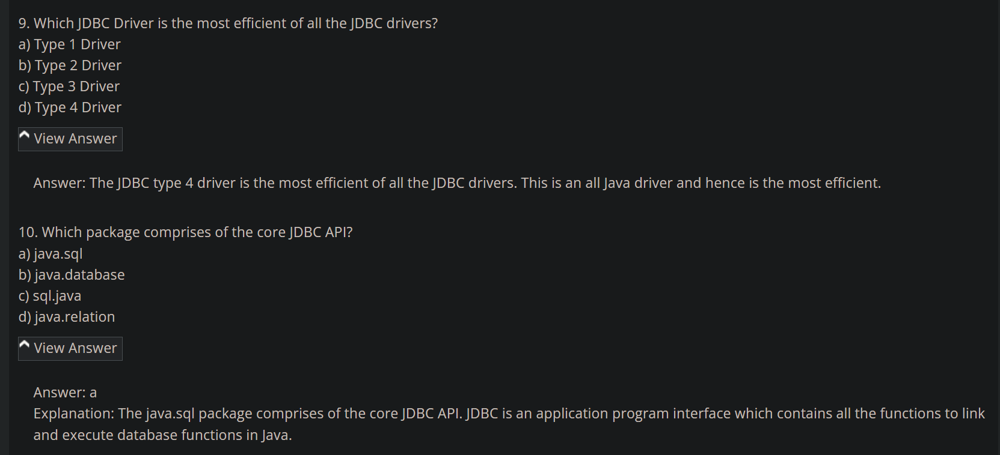 9. Which JDBC Driver is the most efficient of all the JDBC drivers?
a) Type 1 Driver
b) Type 2 Driver
c) Type 3 Driver
d) Type 4 Driver
View Answer
Answer: The JDBC type 4 driver is the most efficient of all the JDBC drivers. This is an all Java driver and hence is the most efficient.
10. Which package comprises of the core JDBC API?
a) java.sql
b) java.database
c) sql.java
d) java.relation
View Answer
Answer: a
Explanation: The java.sql package comprises of the core JDBC API. JDBC is an application program interface which contains all the functions to link
and execute database functions in Java.